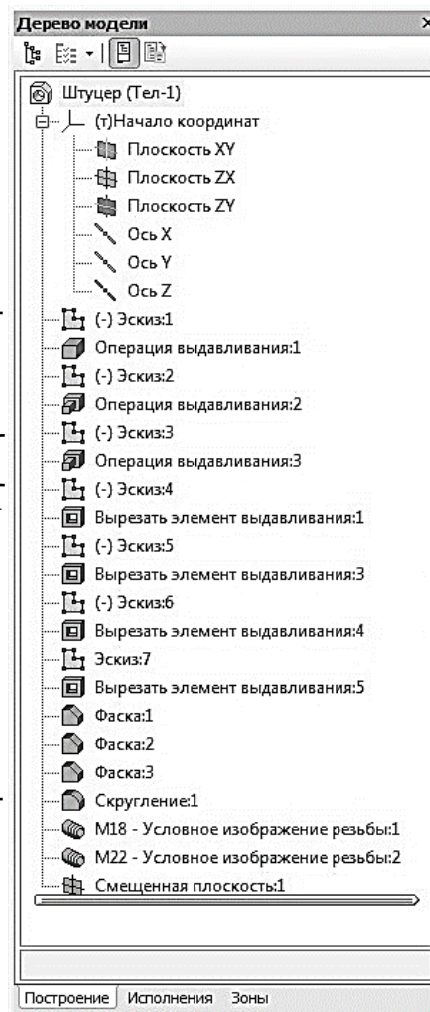 Дерево модели
Штуцер (Тел-1)
(т)Начало координат
Плоскость XY
Плоскость ZX
Плоскость ZY
Ось X
Ось Y
Ось Z
(-) Эскиз:1
Операция выдавливания:1
(-) Эскиз:2
Операция выдавливания:2
(-) Эскиз:3
Операция выдавливания:3
(-) Эскиз:4
Вырезать элемент выдавливания:1
(-) Эскиз:5
Вырезать элемент выдавливания:3
(-) Эскиз:6
Вырезать элемент выдавливания:4
Эскиз:7
Вырезать элемент выдавливания:5
Фаска:1
Фаска:2
Фаска:3
Скругление:1
М18 - Условное изображение резьбы:1
М22 - Условное изображение резьбы:2
Смещенная плоскость:1
Построение Исполнения Зоны